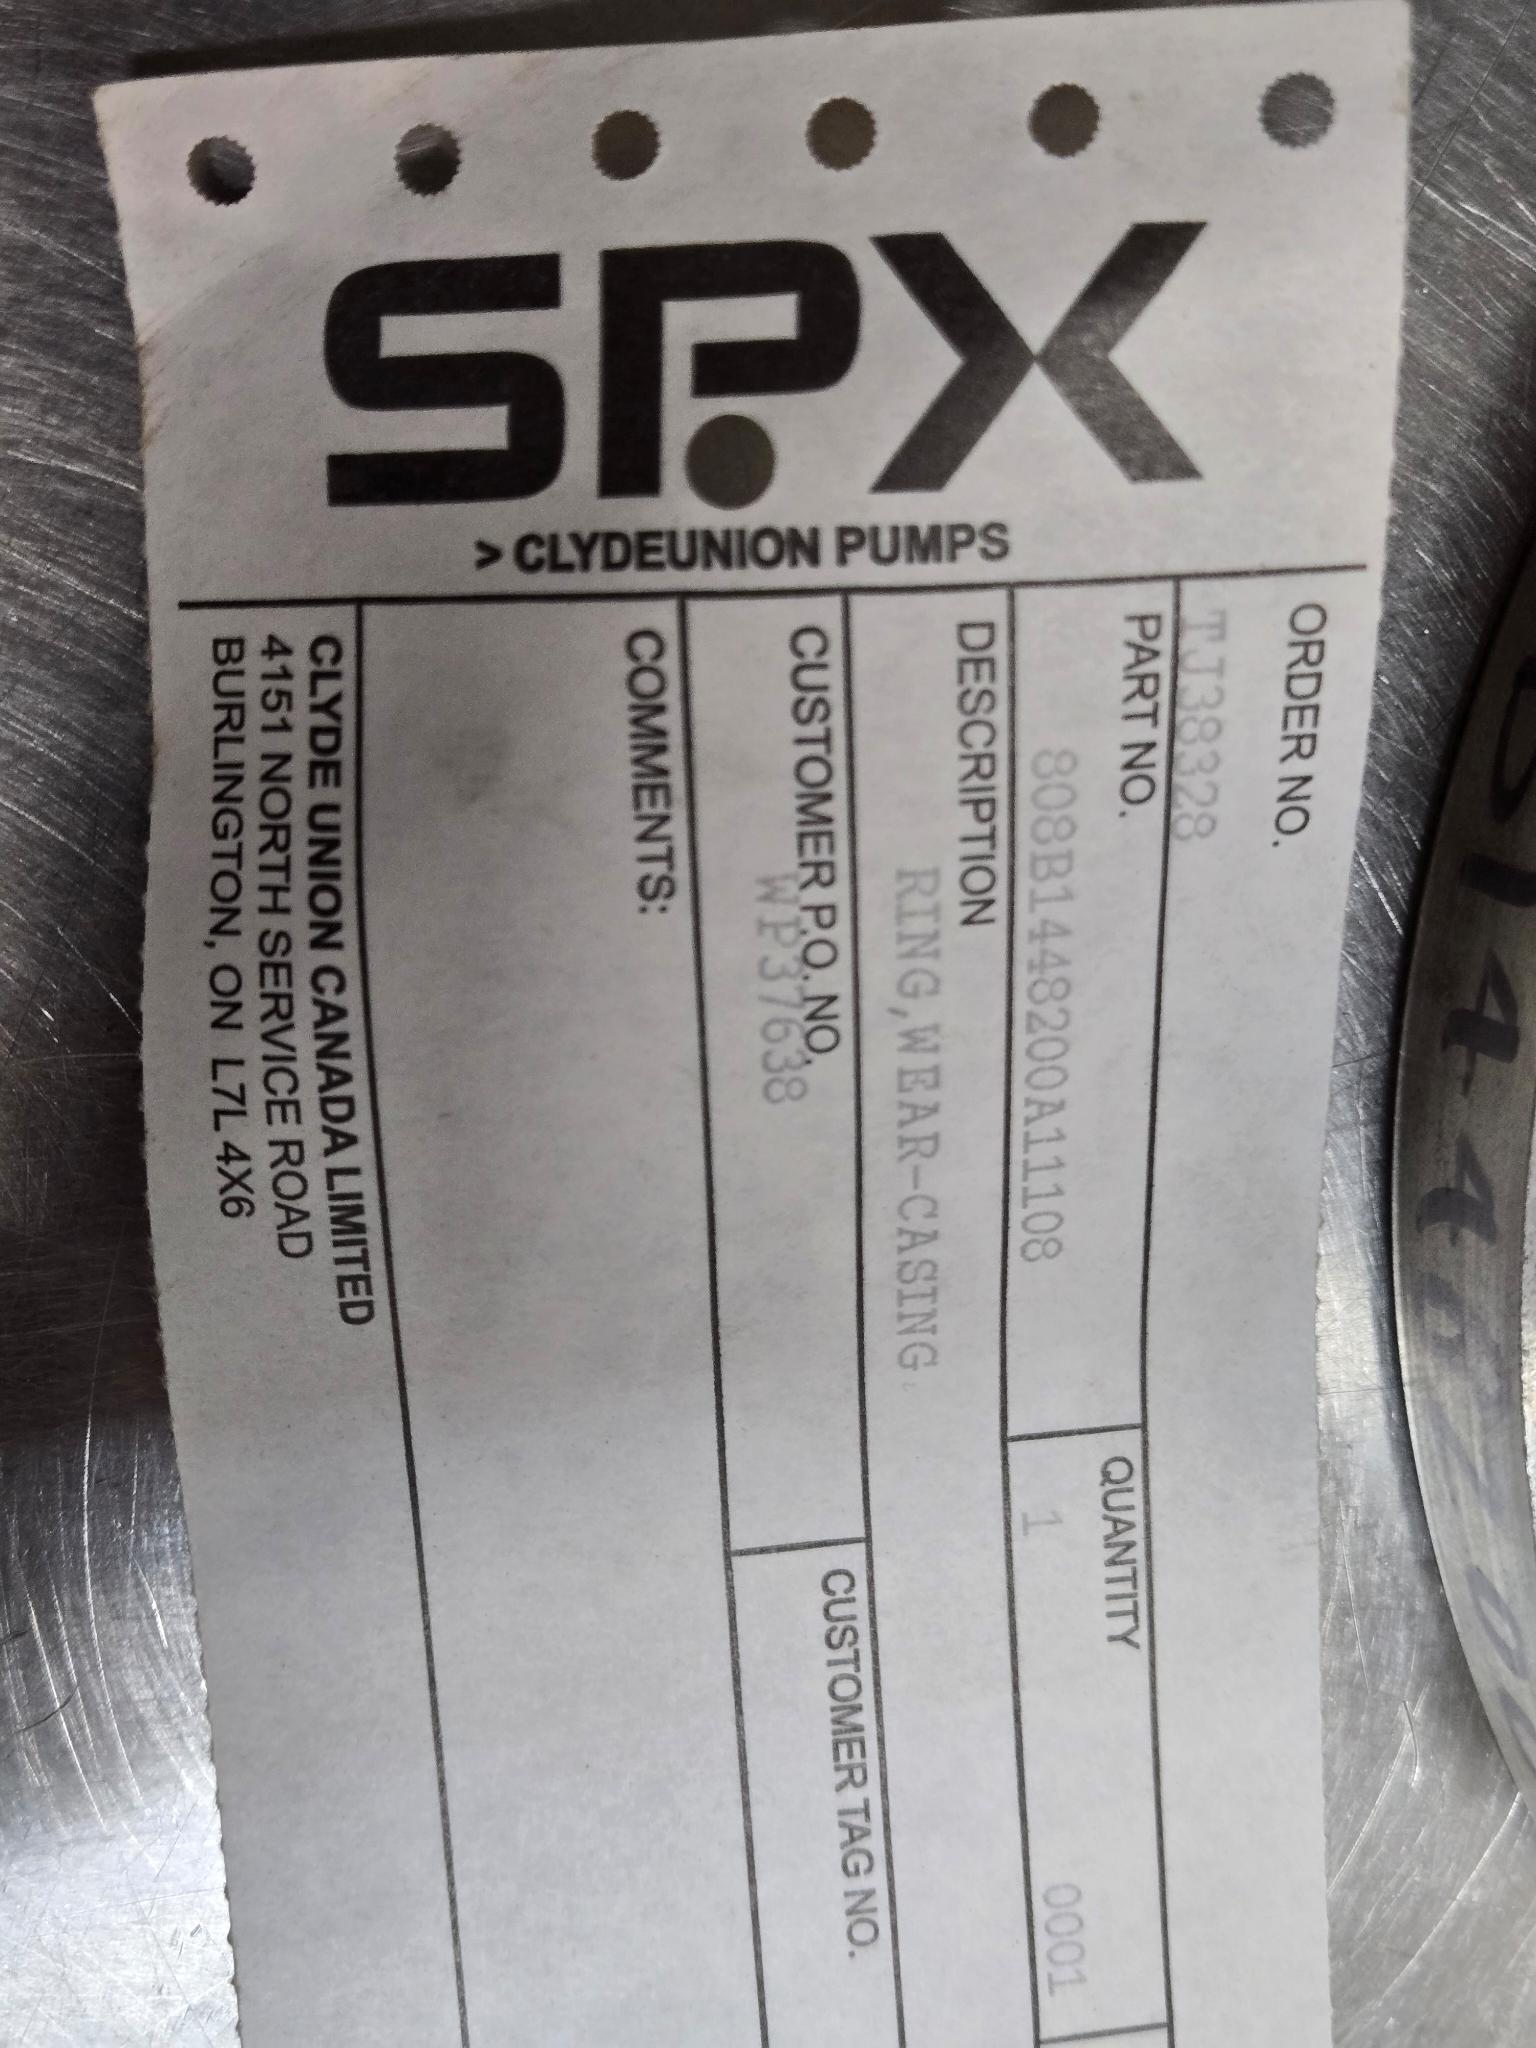 SPX
> CLYDEUNION PUMPS
ORDER NO.
TJ38328
PART NO.
808B1448200A11108
QUANTITY
1 0001
DESCRIPTION
RING,WEAR-CASING.
CUSTOMER P.O. NO.
WP37638
CUSTOMER TAG NO.
COMMENTS:
CLYDE UNION CANADA LIMITED
4151 NORTH SERVICE ROAD
BURLINGTON, ON L7L 4X6